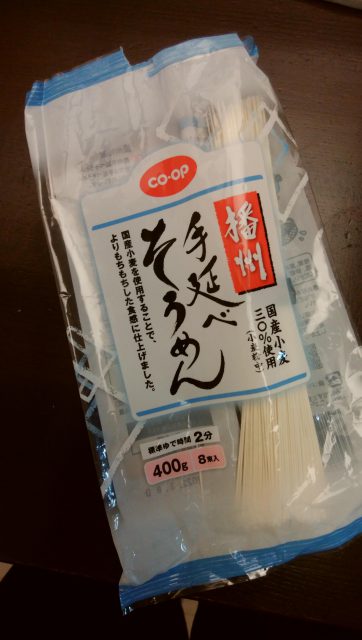 CO-OP
播州
手延べ
そうめん
国産小麦
三〇%使用
(小麦粉中)
国産小麦を使用することで、
よりもちもちした食感に仕上げました。
標準ゆで時間 2分
400g 8束入